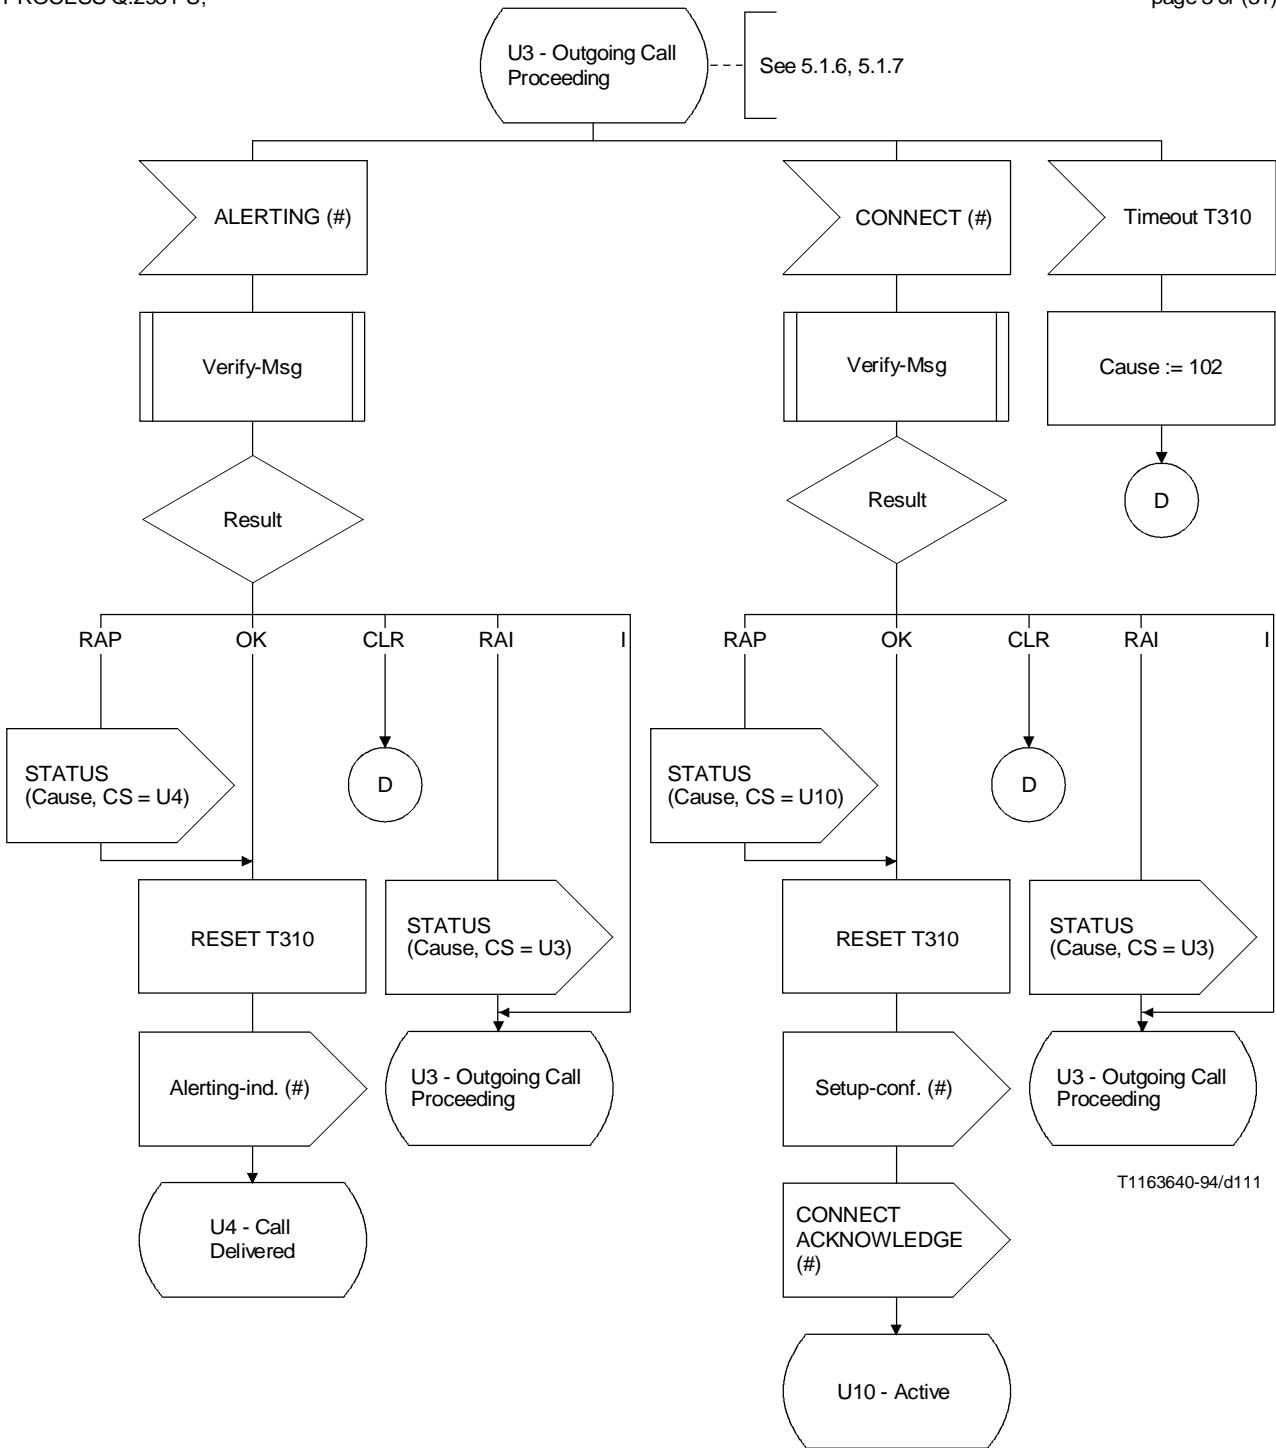 U3 - Outgoing Call
Proceeding
See 5.1.6, 5.1.7
ALERTING (#)
CONNECT (#)
Timeout T310
Verify-Msg
Verify-Msg
Cause := 102
Result
Result
D
RAP
OK
CLR
RAI
I
RAP
OK
CLR
RAI
I
STATUS
(Cause, CS = U4)
D
STATUS
(Cause, CS = U10)
D
RESET T310
STATUS
(Cause, CS = U3)
RESET T310
STATUS
(Cause, CS = U3)
Alerting-ind. (#)
U3 - Outgoing Call
Proceeding
Setup-conf. (#)
U3 - Outgoing Call
Proceeding
T1163640-94/d111
U4 - Call
Delivered
CONNECT
ACKNOWLEDGE
(#)
U10 - Active